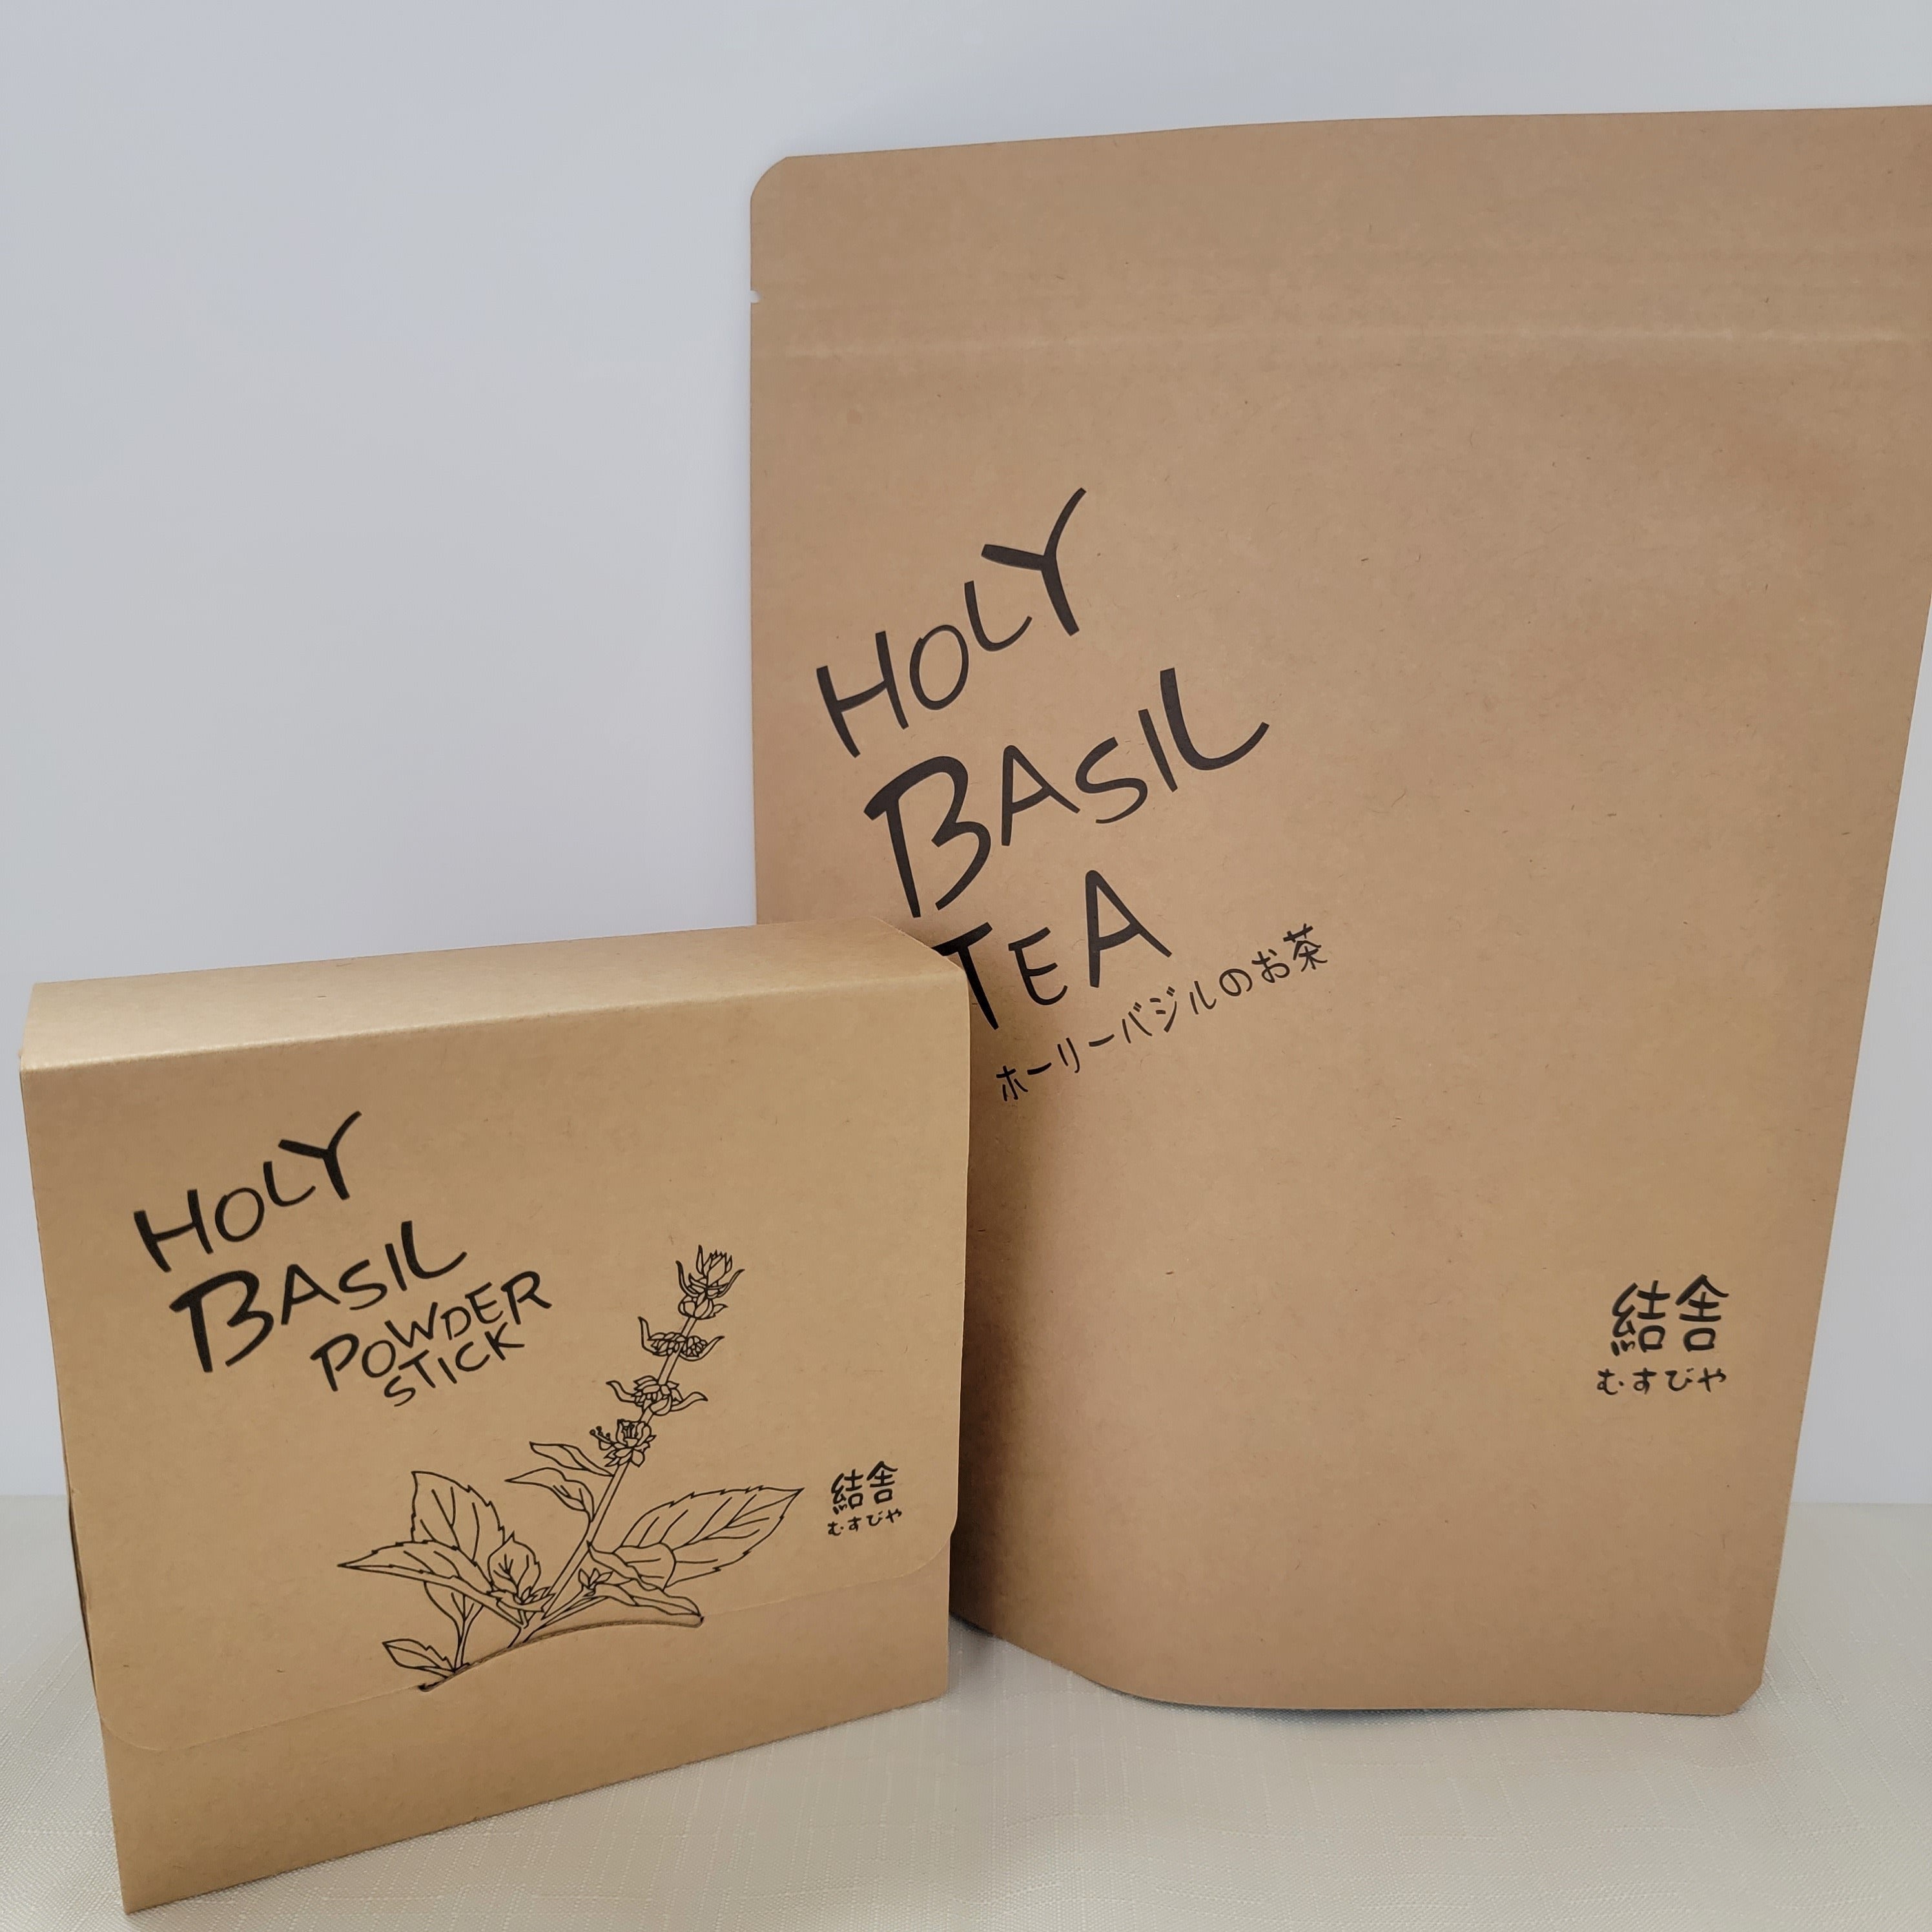 HOLY
BASIL
TEA
ホーリーバジルのお茶
結舎
むすびや
HOLY
BASIL
POWDER
STICK
結舎
むすびや